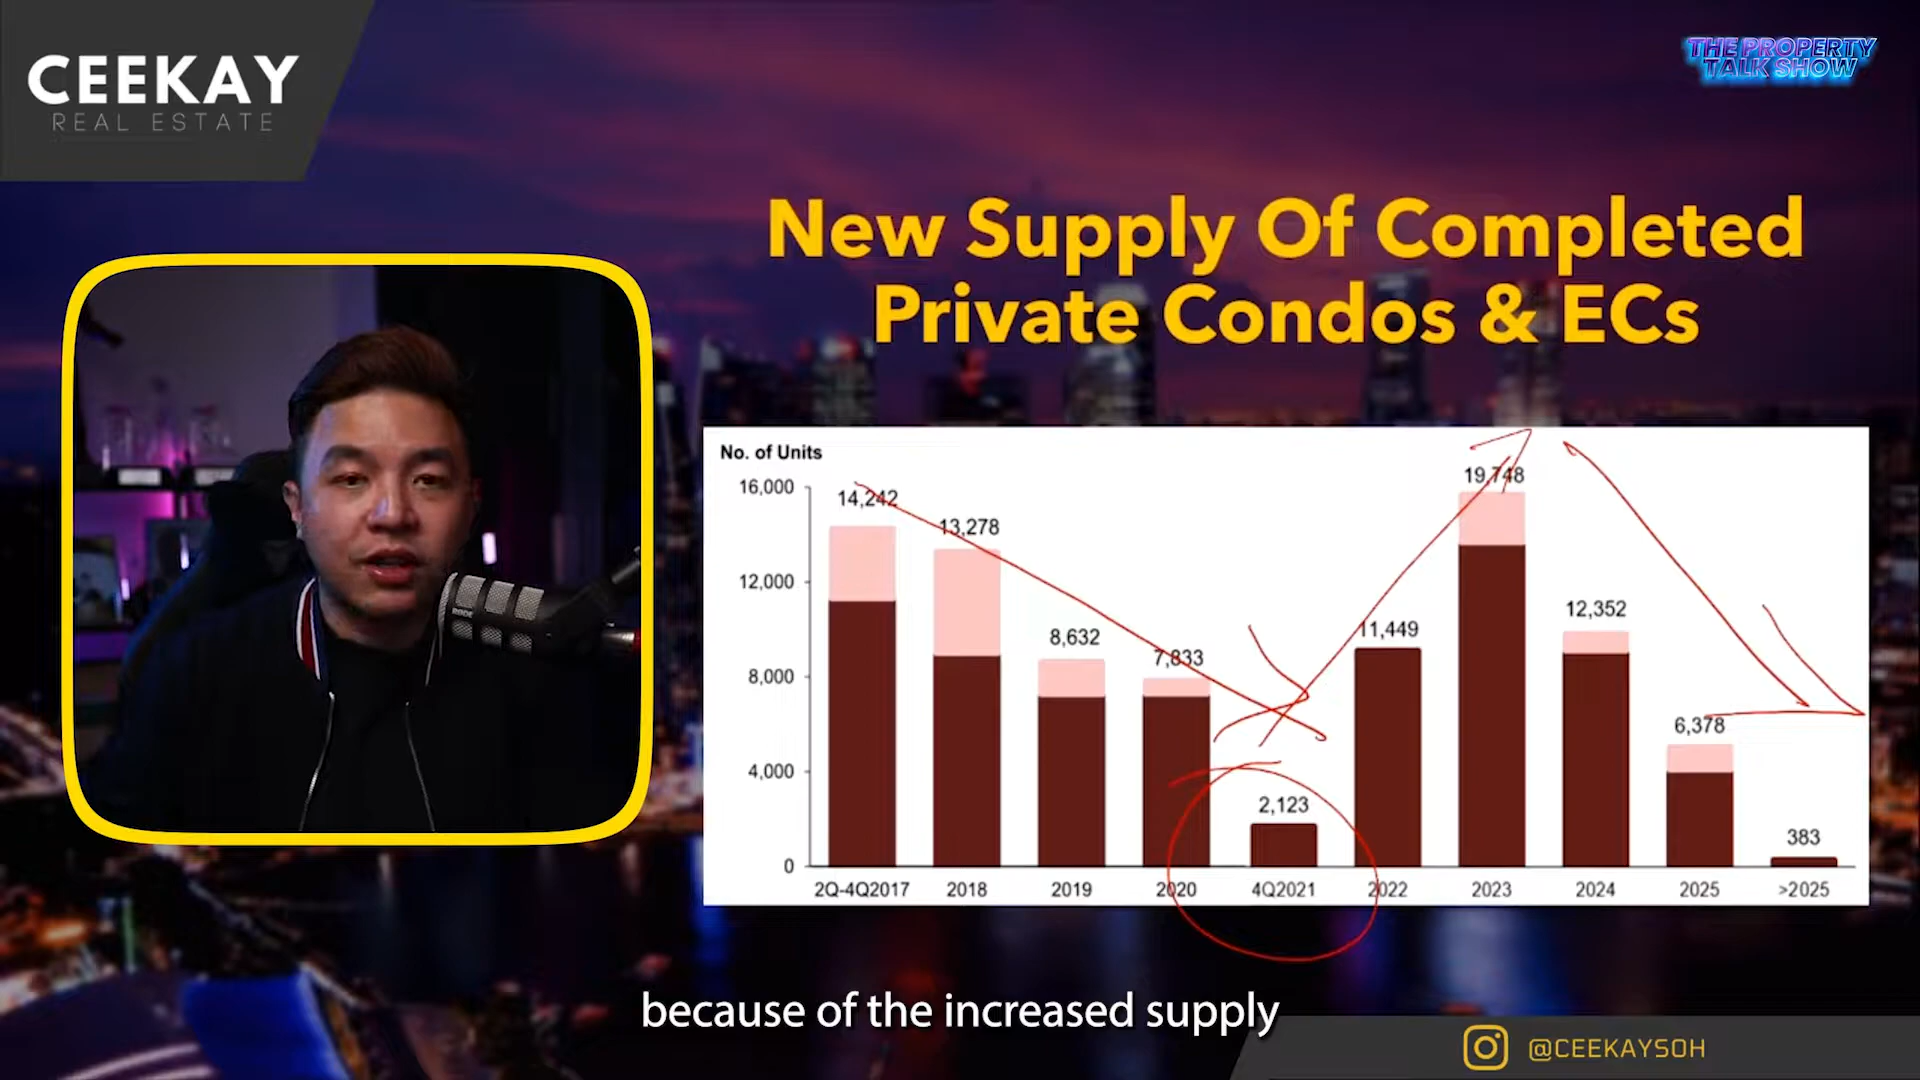 CEEKAY
REAL ESTATE
THE PROPERTY
TALK SHOW
New Supply Of Completed
Private Condos & ECs
No. of Units
16,000
12,000
8,000
4,000
0
14,242
13,278
8,632
7,833
2,123
11,449
19,748
12,352
6,378
383
2Q-4Q2017
2018
2019
2020
4Q2021
2022
2023
2024
2025
>2025
RODE
because of the increased supply
@CEEKAYSOH